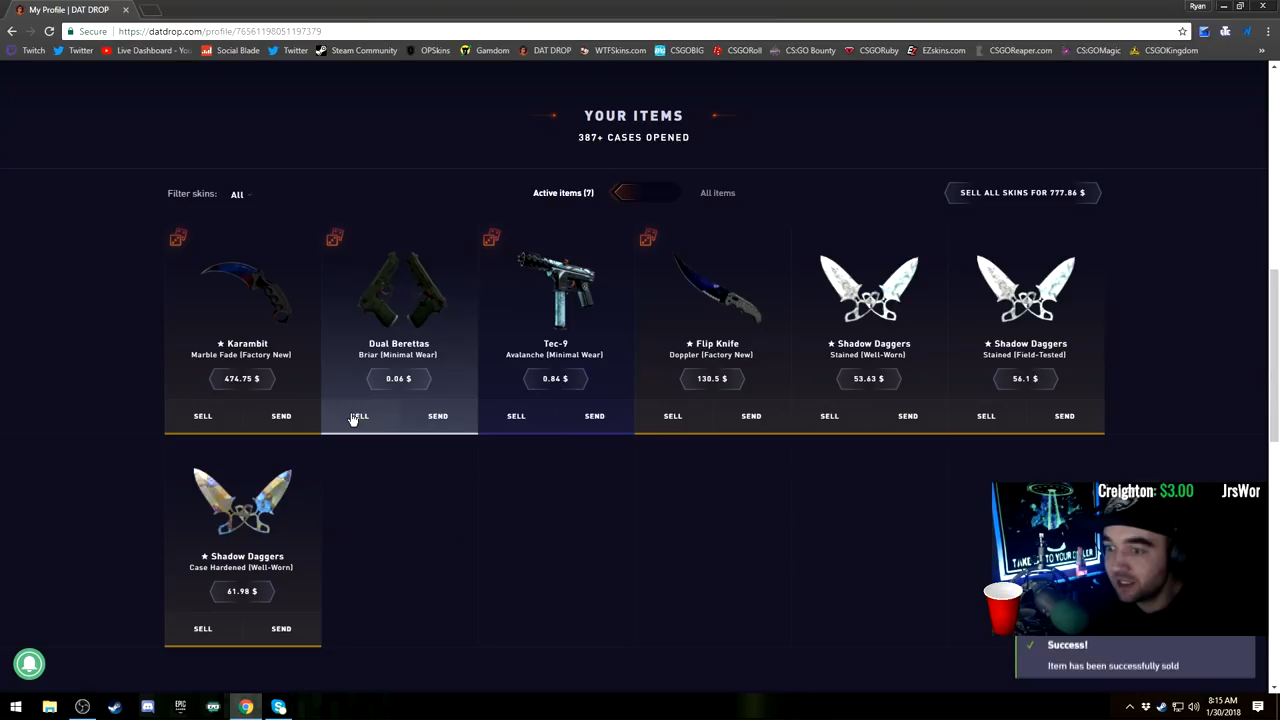 My Profile | DAT DROP
Ryan
Secure
https://datdrop.com/profile/76561198051197379
Twitch
Twitter
Live Dashboard - You
Social Blade
Twitter
Steam Community
OPSkins
Gamdom
DAT DROP
WTFSkins.com
CSGOBIG
CSGORoll
CS:GO Bounty
CSGORuby
EZskins.com
CSGOReaper.com
CS:GOMagic
CSGOKingdom
YOUR ITEMS
387+ CASES OPENED
Filter skins: All
Active items (7)
All items
SELL ALL SKINS FOR 777.86 $
★ Karambit
Marble Fade (Factory New)
474.75 $
SELL SEND
Dual Berettas
Briar (Minimal Wear)
0.06 $
SELL SEND
Tec-9
Avalanche (Minimal Wear)
0.84 $
SELL SEND
★ Flip Knife
Doppler (Factory New)
130.5 $
SELL SEND
★ Shadow Daggers
Stained (Well-Worn)
53.63 $
SELL SEND
★ Shadow Daggers
Stained (Field-Tested)
56.1 $
SELL SEND
★ Shadow Daggers
Case Hardened (Well-Worn)
61.98 $
SELL SEND
Creighton: $3.00 JrsWor
Success!
Item has been successfully sold
8:15 AM
1/30/2018